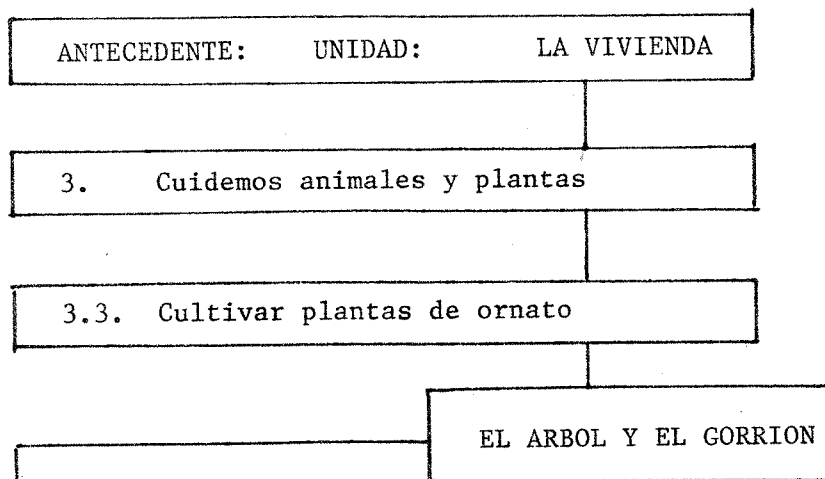 ANTECEDENTE: UNIDAD: LA VIVIENDA
3. Cuidemos animales y plantas
3.3. Cultivar plantas de ornato
EL ARBOL Y EL GORRION